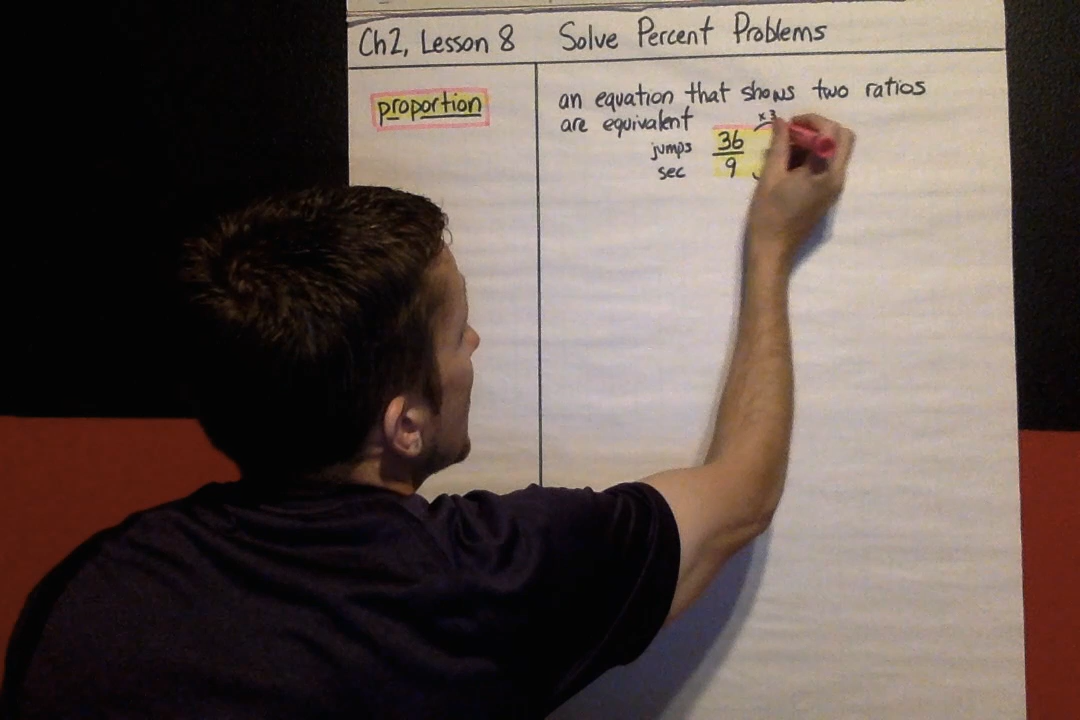 Ch2, Lesson 8 Solve Percent Problems
proportion
an equation that shows two ratios
are equivalent x3
jumps 36
sec 9